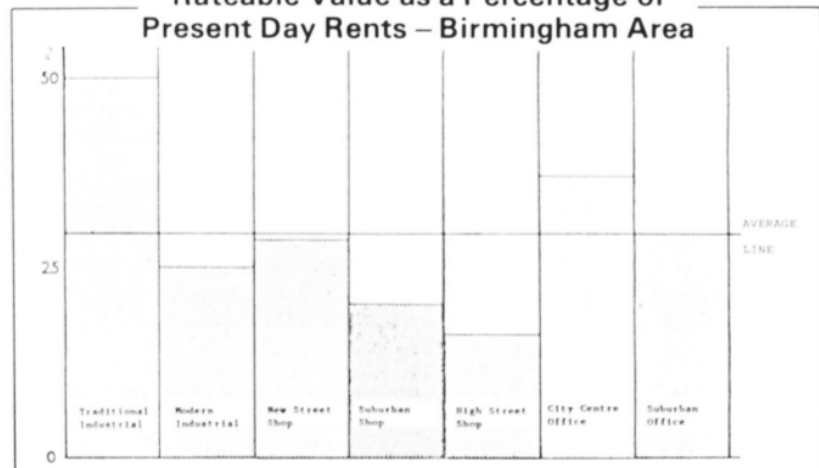 Rateable Value as a Percentage of
Present Day Rents – Birmingham Area
50
AVERAGE
LINE
25
Traditional
Industrial
Modern
Industrial
New Street
Shop
Suburban
Shop
High Street
Shop
City Centre
Office
Suburban
Office
0